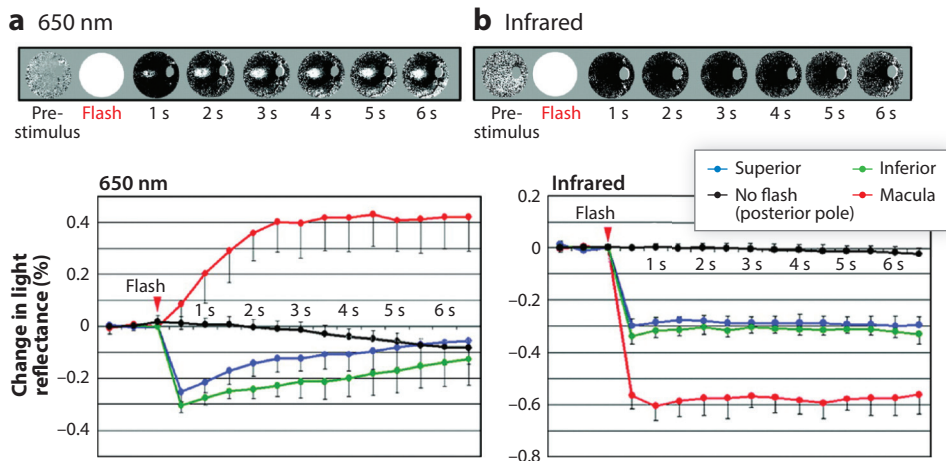 a 650 nm
Pre-stimulus Flash 1 s 2 s 3 s 4 s 5 s 6 s
b Infrared
Pre-stimulus Flash 1 s 2 s 3 s 4 s 5 s 6 s
650 nm
Change in light
reflectance (%)
0.4
0.2
0
−0.2
−0.4
Flash
1 s 2 s 3 s 4 s 5 s 6 s
Infrared
Superior
Inferior
No flash
(posterior pole)
Macula
0.2
0
−0.2
−0.4
−0.6
−0.8
Flash
1 s 2 s 3 s 4 s 5 s 6 s